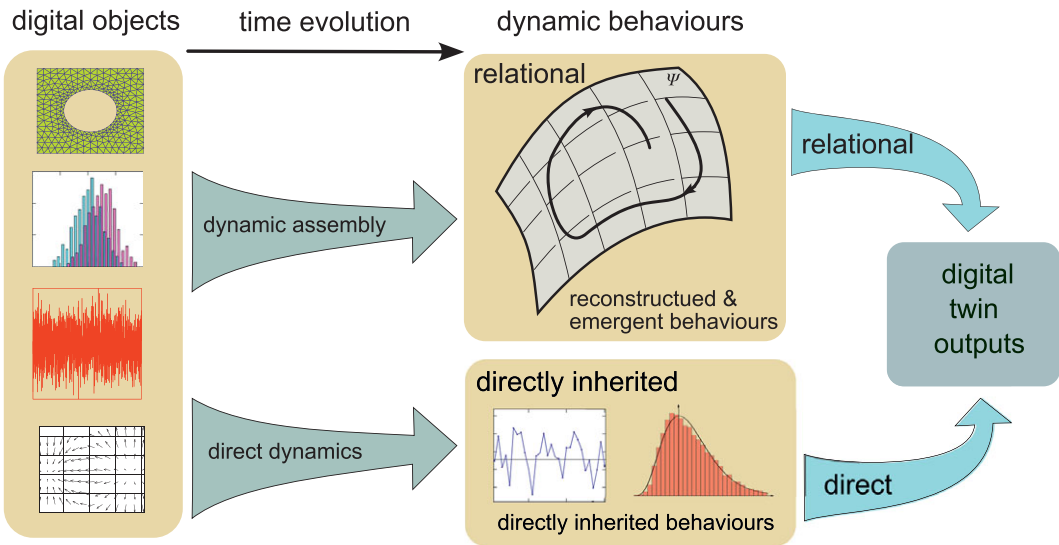 digital objects
time evolution
dynamic behaviours
relational
Ψ
dynamic assembly
reconstructued &
emergent behaviours
relational
digital
twin
outputs
direct dynamics
directly inherited
directly inherited behaviours
direct